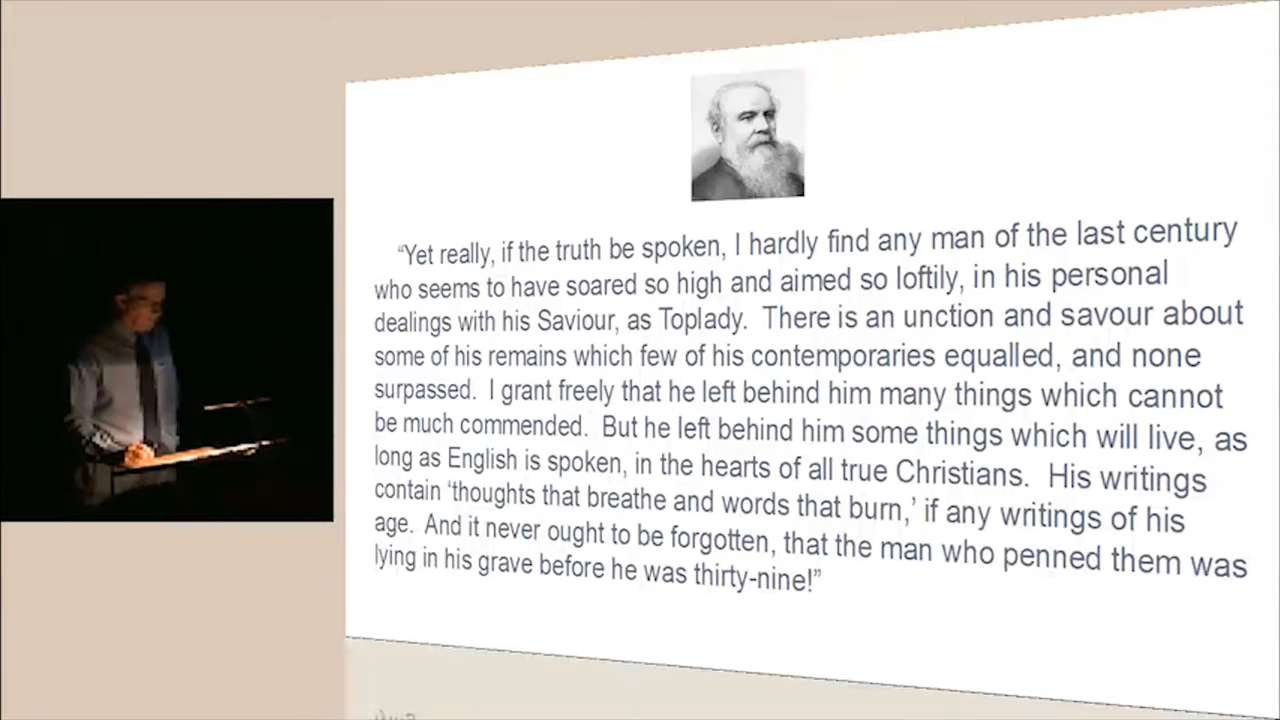 “Yet really, if the truth be spoken, I hardly find any man of the last century
who seems to have soared so high and aimed so loftily, in his personal
dealings with his Saviour, as Toplady.  There is an unction and savour about
some of his remains which few of his contemporaries equalled, and none
surpassed.  I grant freely that he left behind him many things which cannot
be much commended.  But he left behind him some things which will live, as
long as English is spoken, in the hearts of all true Christians.  His writings
contain ‘thoughts that breathe and words that burn,’ if any writings of his
age.  And it never ought to be forgotten, that the man who penned them was
lying in his grave before he was thirty-nine!”